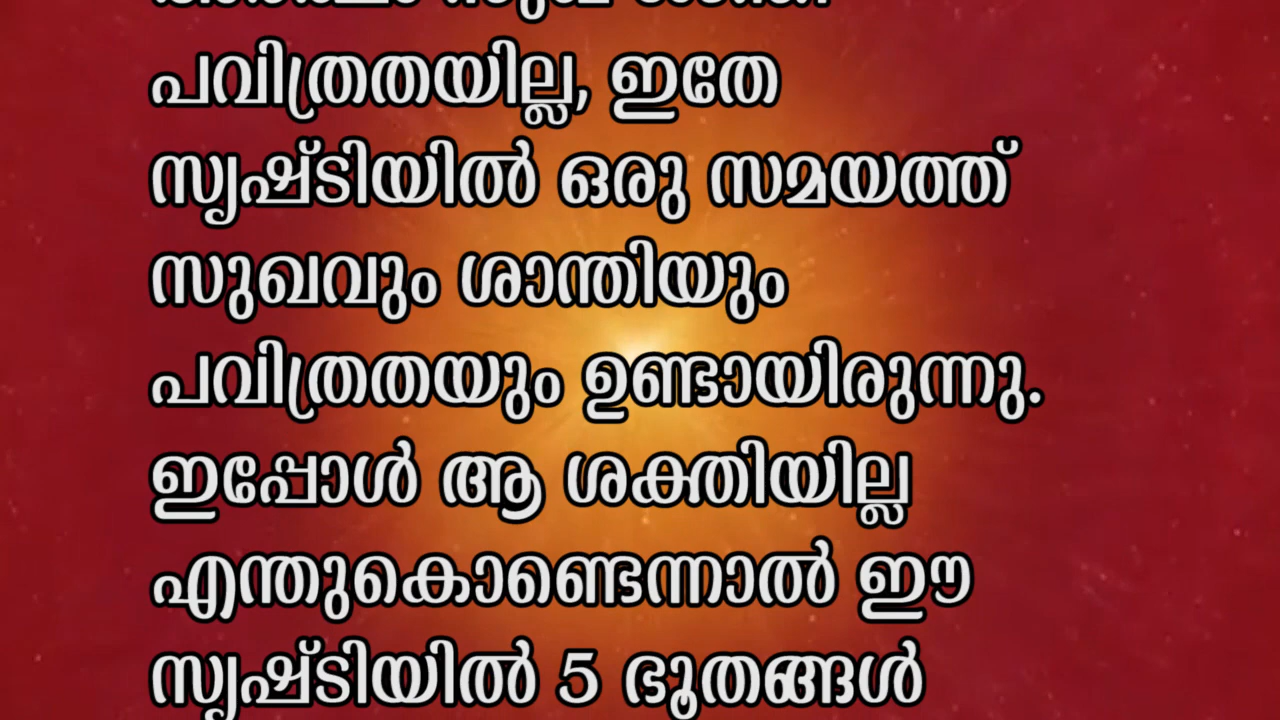 പവിത്രതയില്ല, ഇതേ
സൃഷ്ടിയിൽ ഒരു സമയത്ത്
സുഖവും ശാന്തിയും
പവിത്രതയും ഉണ്ടായിരുന്നു.
ഇപ്പോൾ ആ ശക്തിയില്ല
എന്തുകൊണ്ടെന്നാൽ ഈ
സൃഷ്ടിയിൽ 5 ഭൂതങ്ങൾ